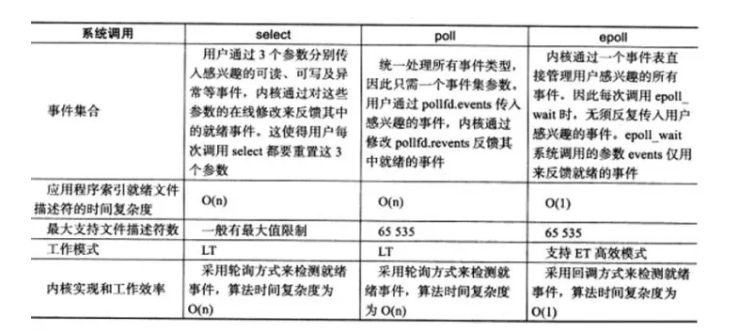 系统调用
select
poll
epoll
事件集合
用户通过 3 个参数分别传
入感兴趣的可读、可写及异
常等事件，内核通过对这些
参数的在线修改来反馈其中
的就绪事件。这使得用户每
次调用 select 都要重置这 3
个参数
统一处理所有事件类型，
因此只需一个事件集参数。
用户通过 pollfd.events 传入
感兴趣的事件，内核通过
修改 pollfd.revents 反馈其
中就绪的事件
内核通过一个事件表直
接管理用户感兴趣的所有
事件。因此每次调用 epoll_
wait 时，无须反复传入用户
感兴趣的事件。epoll_wait
系统调用的参数 events 仅用
来反馈就绪的事件
应用程序索引就绪文件
描述符的时间复杂度
O(n)
O(n)
O(1)
最大支持文件描述符数
一般有最大值限制
65 535
65 535
工作模式
LT
LT
支持 ET 高效模式
内核实现和工作效率
采用轮询方式来检测就绪
事件，算法时间复杂度为
O(n)
采用轮询方式来检测就
绪事件，算法时间复杂度
为 O(n)
采用回调方式来检测就绪
事件，算法时间复杂度为
O(1)